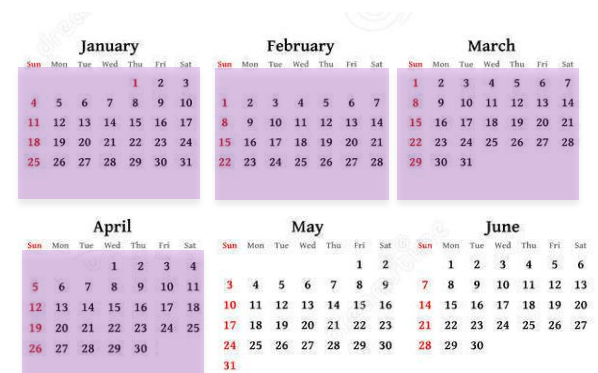 January
Sun Mon Tue Wed Thu Fri Sat
1 2 3
4 5 6 7 8 9 10
11 12 13 14 15 16 17
18 19 20 21 22 23 24
25 26 27 28 29 30 31
February
Sun Mon Tue Wed Thu Fri Sat
1 2 3 4 5 6 7
8 9 10 11 12 13 14
15 16 17 18 19 20 21
22 23 24 25 26 27 28
March
Sun Mon Tue Wed Thu Fri Sat
1 2 3 4 5 6 7
8 9 10 11 12 13 14
15 16 17 18 19 20 21
22 23 24 25 26 27 28
29 30 31
April
Sun Mon Tue Wed Thu Fri Sat
1 2 3 4
5 6 7 8 9 10 11
12 13 14 15 16 17 18
19 20 21 22 23 24 25
26 27 28 29 30
May
Sun Mon Tue Wed Thu Fri Sat
1 2
3 4 5 6 7 8 9
10 11 12 13 14 15 16
17 18 19 20 21 22 23
24 25 26 27 28 29 30
31
June
Sun Mon Tue Wed Thu Fri Sat
1 2 3 4 5 6
7 8 9 10 11 12 13
14 15 16 17 18 19 20
21 22 23 24 25 26 27
28 29 30